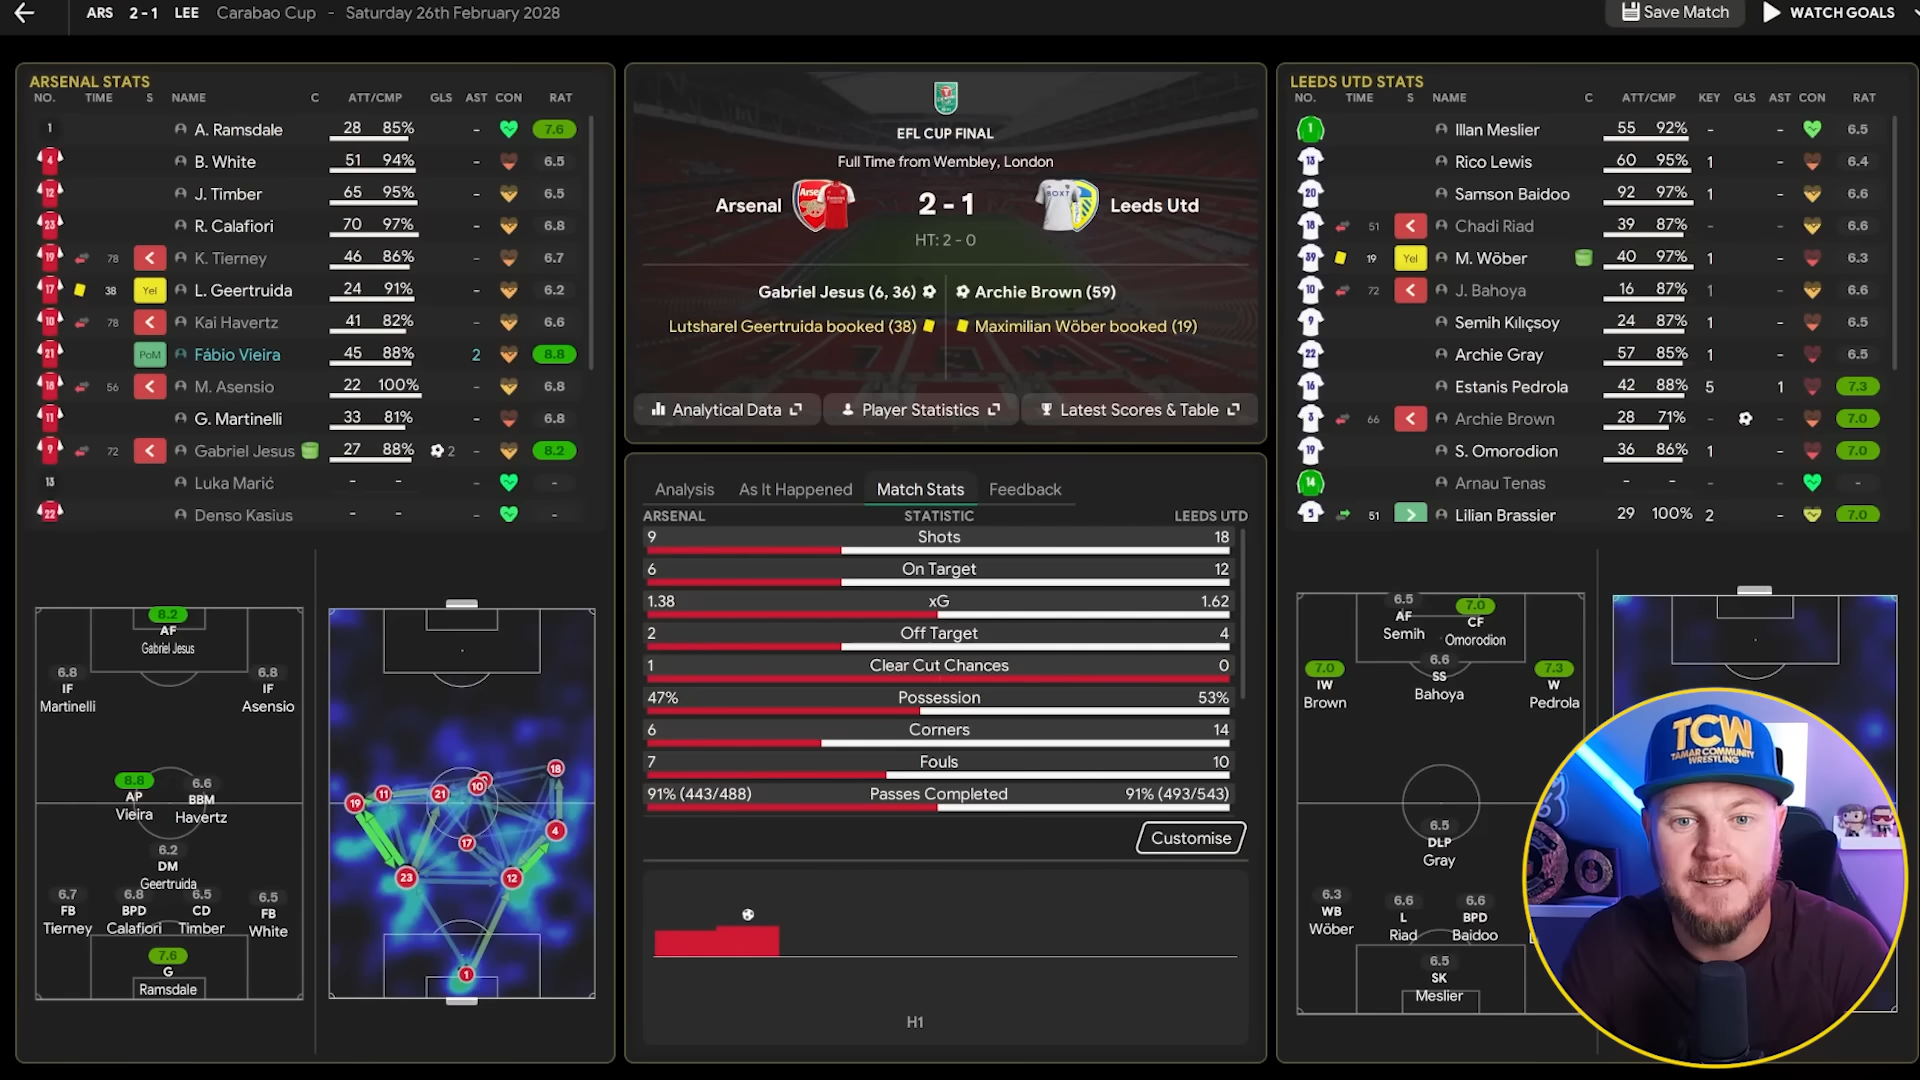 ARS 2 - 1 LEE Carabao Cup - Saturday 26th February 2028
Save Match
WATCH GOALS
ARSENAL STATS
NO. TIME S NAME C ATT/CMP GLS AST CON RAT
1 A. Ramsdale 28 85% - 7.6
4 B. White 51 94% - 6.5
12 J. Timber 65 95% - 6.5
23 R. Calafiori 70 97% - 6.8
19 78 K. Tierney 46 86% - 6.7
17 38 Yel L. Geertruida 24 91% - 6.2
10 78 Kai Havertz 41 82% - 6.6
21 PoM Fábio Vieira 45 88% 2 8.8
18 56 M. Asensio 22 100% - 6.8
11 G. Martinelli 33 81% - 6.8
9 72 Gabriel Jesus 27 88% 2 - 8.2
13 Luka Marić - - - -
22 Denso Kasius - - - -
EFL CUP FINAL
Full Time from Wembley, London
Arsenal 2 - 1 Leeds Utd
HT: 2 - 0
Gabriel Jesus (6, 36) Archie Brown (59)
Lutsharel Geertruida booked (38) Maximilian Wöber booked (19)
Analytical Data Player Statistics Latest Scores & Table
Analysis As It Happened Match Stats Feedback
ARSENAL STATISTIC LEEDS UTD
9 Shots 18
6 On Target 12
1.38 xG 1.62
2 Off Target 4
1 Clear Cut Chances 0
47% Possession 53%
6 Corners 14
7 Fouls 10
91% (443/488) Passes Completed 91% (493/543)
Customise
H1
LEEDS UTD STATS
NO. TIME S NAME C ATT/CMP KEY GLS AST CON RAT
1 Illan Meslier 55 92% - - 6.5
13 Rico Lewis 60 95% 1 - 6.4
20 Samson Baidoo 92 97% 1 - 6.6
18 51 Chadi Riad 39 87% - - 6.6
39 19 Yel M. Wöber 40 97% 1 - 6.3
10 72 J. Bahoya 16 87% 1 - 6.6
9 Semih Kılıçsoy 24 87% 1 - 6.5
22 Archie Gray 57 85% 1 - 6.5
16 Estanis Pedrola 42 88% 5 1 7.3
3 66 Archie Brown 28 71% - - 7.0
19 S. Omorodion 36 86% 1 - 7.0
14 Arnau Tenas - - - - -
5 51 Lilian Brassier 29 100% 2 - 7.0
8.2
AF
Gabriel Jesus
6.8 6.8
IF IF
Martinelli Asensio
8.8 6.6
AP BBM
Vieira Havertz
6.2
DM
Geertruida
6.7 6.8 6.5 6.5
FB BPD CD FB
Tierney Calafiori Timber White
7.6
G
Ramsdale
18
11 21 10
19
4
17
23 12
1
6.5 7.0
AF CF
Semih Omorodion
7.0 6.6 7.3
IW SS W
Brown Bahoya Pedrola
6.5
DLP
Gray
6.3 6.6 6.6
WB L BPD
Wöber Riad Baidoo
6.5
SK
Meslier
TCW
TAMAR COMMUNITY
WRESTLING